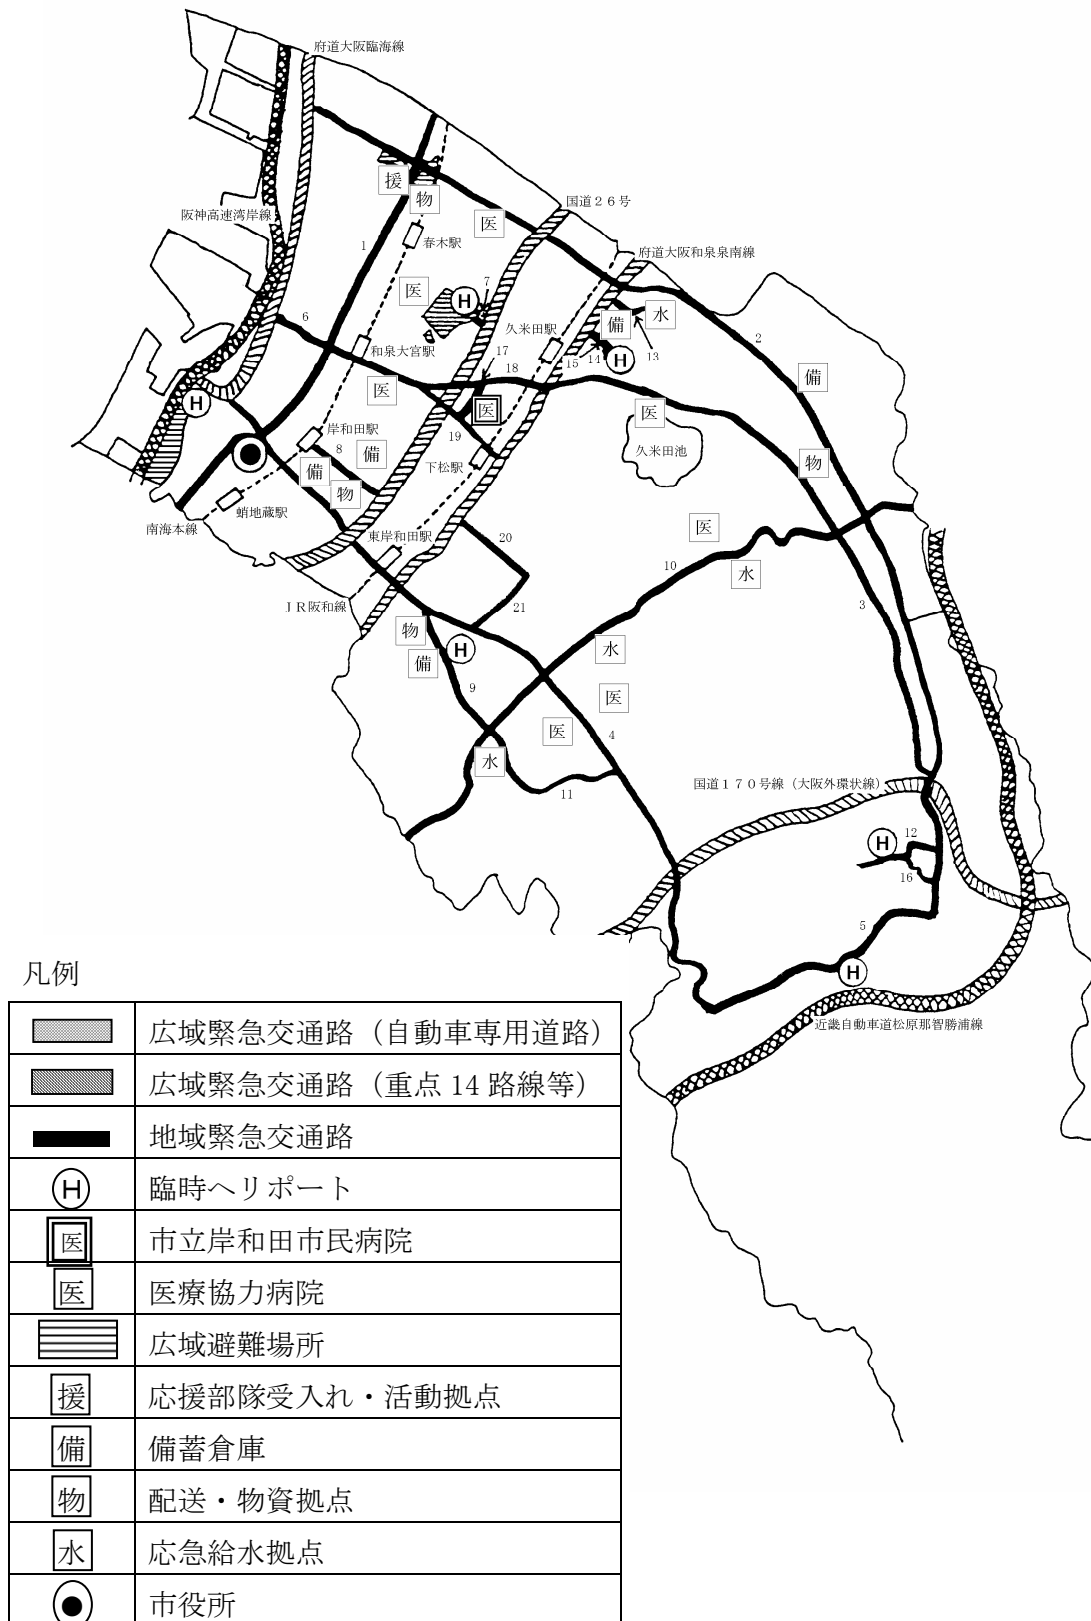 府道大阪臨海線
援
物
国道２６号
阪神高速湾岸線
医
1
春木駅
府道大阪和泉泉南線
医
H
7
水
6
久米田駅
備
2
和泉大宮駅
17
15
14
H
13
18
備
医
H
医
医
岸和田駅
19
久米田池
8
備
下松駅
物
備
物
蛸地蔵駅
南海本線
医
東岸和田駅
20
10
水
ＪＲ阪和線
21
3
物
備
H
水
9
医
医
4
水
国道１７０号線（大阪外環状線）
11
H
12
16
5
H
近畿自動車道松原那智勝浦線
凡例
広域緊急交通路（自動車専用道路）
広域緊急交通路（重点 14 路線等）
地域緊急交通路
H 臨時ヘリポート
医 市立岸和田市民病院
医 医療協力病院
広域避難場所
援 応援部隊受入れ・活動拠点
備 備蓄倉庫
物 配送・物資拠点
水 応急給水拠点
市役所